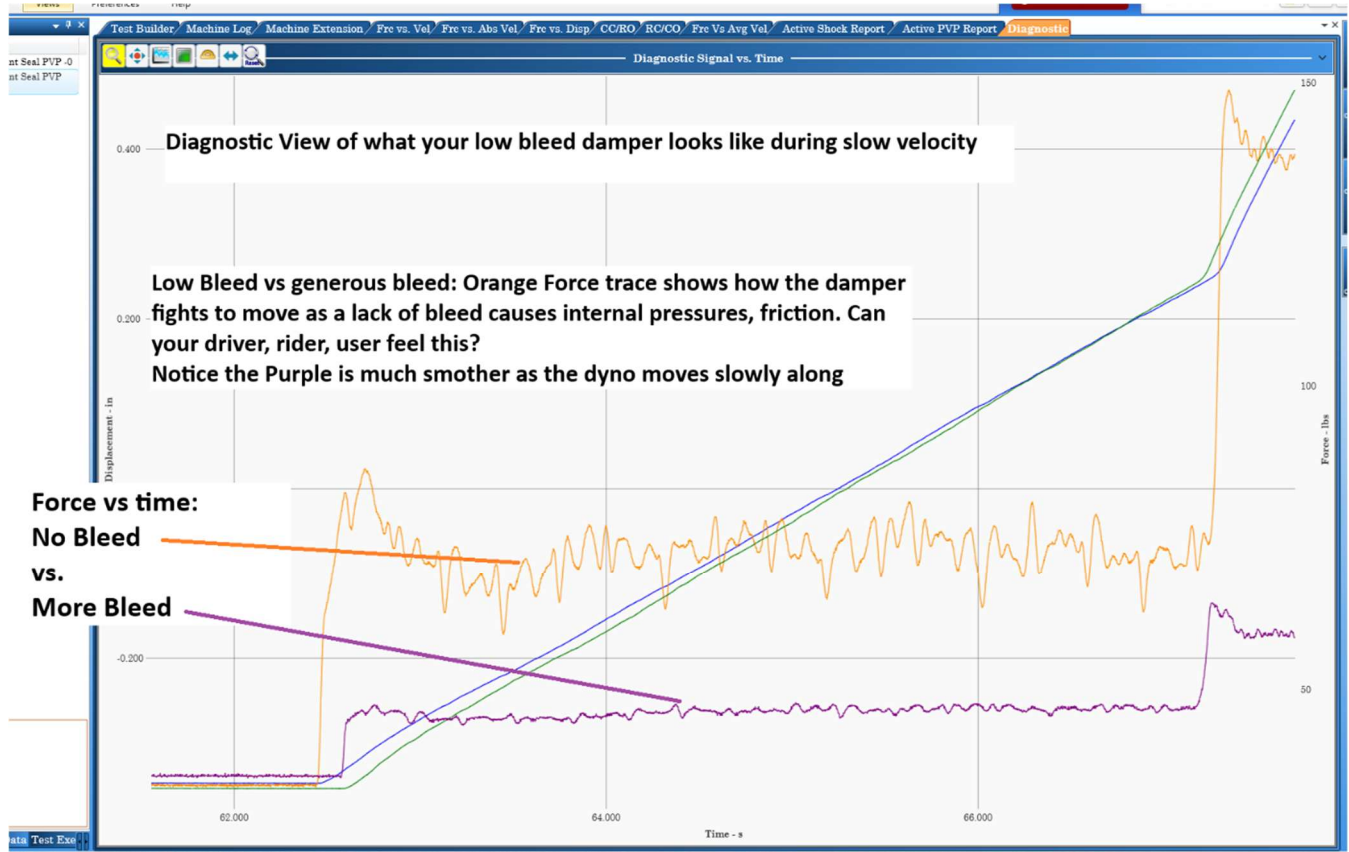 Views Preferences Help
Test Builder Machine Log Machine Extension Frc vs. Vel Frc vs. Abs Vel Frc vs. Disp CC/RO RC/CO Frc Vs Avg Vel Active Shock Report Active PVP Report Diagnostic
nt Seal PVP -0
nt Seal PVP
Diagnostic Signal vs. Time
150
Diagnostic View of what your low bleed damper looks like during slow velocity
0.400
Low Bleed vs generous bleed: Orange Force trace shows how the damper
fights to move as a lack of bleed causes internal pressures, friction. Can
0.200
your driver, rider, user feel this?
Notice the Purple is much smother as the dyno moves slowly along
100
Displacement - in
Force - lbs
Force vs time:
No Bleed
vs.
More Bleed
-0.200
50
62.000
64.000
66.000
Time - s
ata Test Exe